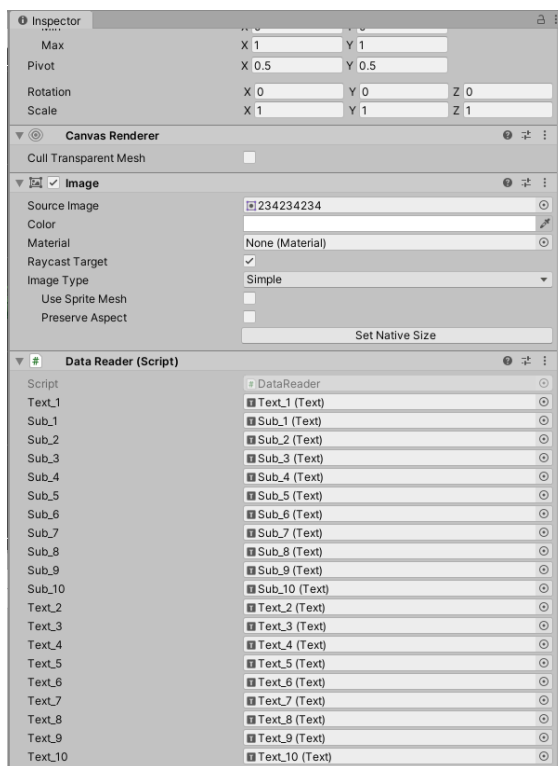 Inspector
Max X 1 Y 1
Pivot X 0.5 Y 0.5
Rotation X 0 Y 0 Z 0
Scale X 1 Y 1 Z 1
Canvas Renderer
Cull Transparent Mesh
Image
Source Image 234234234
Color
Material None (Material)
Raycast Target
Image Type Simple
Use Sprite Mesh
Preserve Aspect
Set Native Size
# Data Reader (Script)
Script # DataReader
Text_1 T Text_1 (Text)
Sub_1 T Sub_1 (Text)
Sub_2 T Sub_2 (Text)
Sub_3 T Sub_3 (Text)
Sub_4 T Sub_4 (Text)
Sub_5 T Sub_5 (Text)
Sub_6 T Sub_6 (Text)
Sub_7 T Sub_7 (Text)
Sub_8 T Sub_8 (Text)
Sub_9 T Sub_9 (Text)
Sub_10 T Sub_10 (Text)
Text_2 T Text_2 (Text)
Text_3 T Text_3 (Text)
Text_4 T Text_4 (Text)
Text_5 T Text_5 (Text)
Text_6 T Text_6 (Text)
Text_7 T Text_7 (Text)
Text_8 T Text_8 (Text)
Text_9 T Text_9 (Text)
Text_10 T Text_10 (Text)